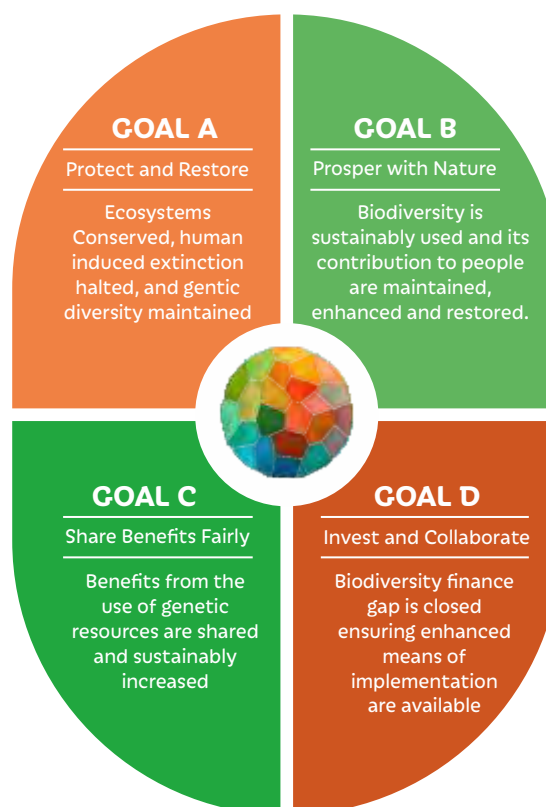 GOAL A
Protect and Restore
Ecosystems
Conserved, human
induced extinction
halted, and gentic
diversity maintained
GOAL B
Prosper with Nature
Biodiversity is
sustainably used and its
contribution to people
are maintained,
enhanced and restored.
GOAL C
Share Benefits Fairly
Benefits from the
use of genetic
resources are shared
and sustainably
increased
GOAL D
Invest and Collaborate
Biodiversity finance
gap is closed
ensuring enhanced
means of
implementation
are available